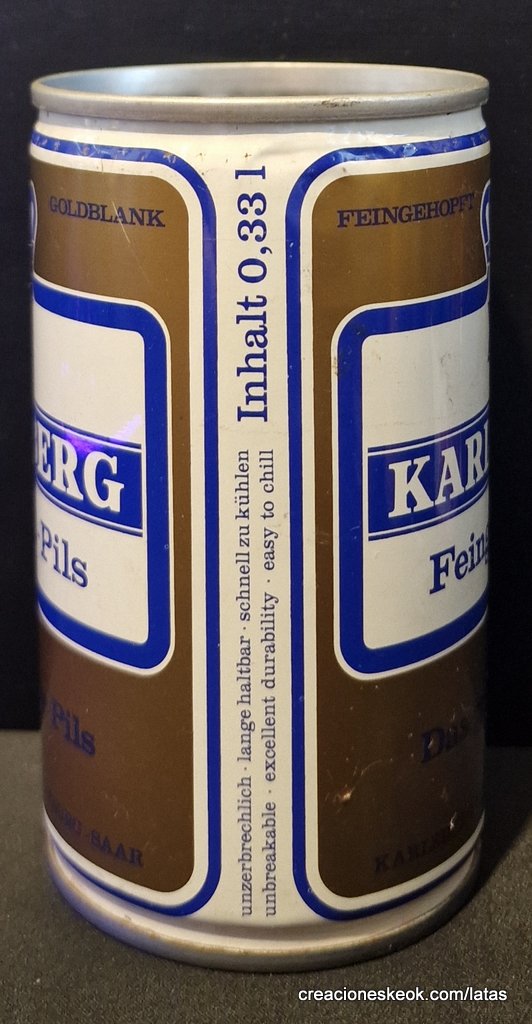 GOLDBLANK
ERG
-Pils
Pils
-SAAR
Inhalt 0,33 l
unzerbrechlich · lange haltbar · schnell zu kühlen
unbreakable · excellent durability · easy to chill
FEINGEHOPFT
KARL
Fein
Das
creacioneskeok.com/latas